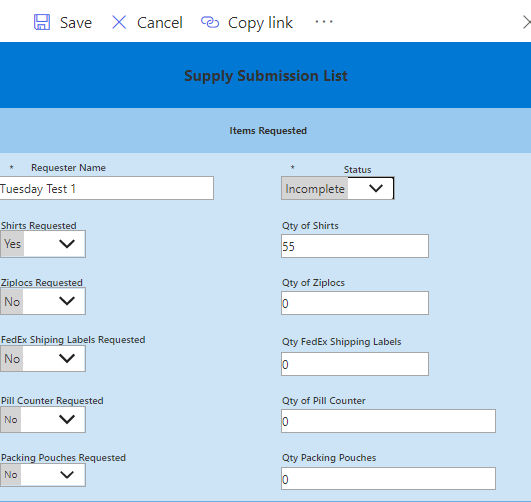 Save Cancel Copy link ...
Supply Submission List
Items Requested
* Requester Name * Status
Tuesday Test 1 Incomplete
Shirts Requested Qty of Shirts
Yes 55
Ziplocs Requested Qty of Ziplocs
No 0
FedEx Shiping Labels Requested Qty FedEx Shipping Labels
No 0
Pill Counter Requested Qty of Pill Counter
No 0
Packing Pouches Requested Qty Packing Pouches
No 0